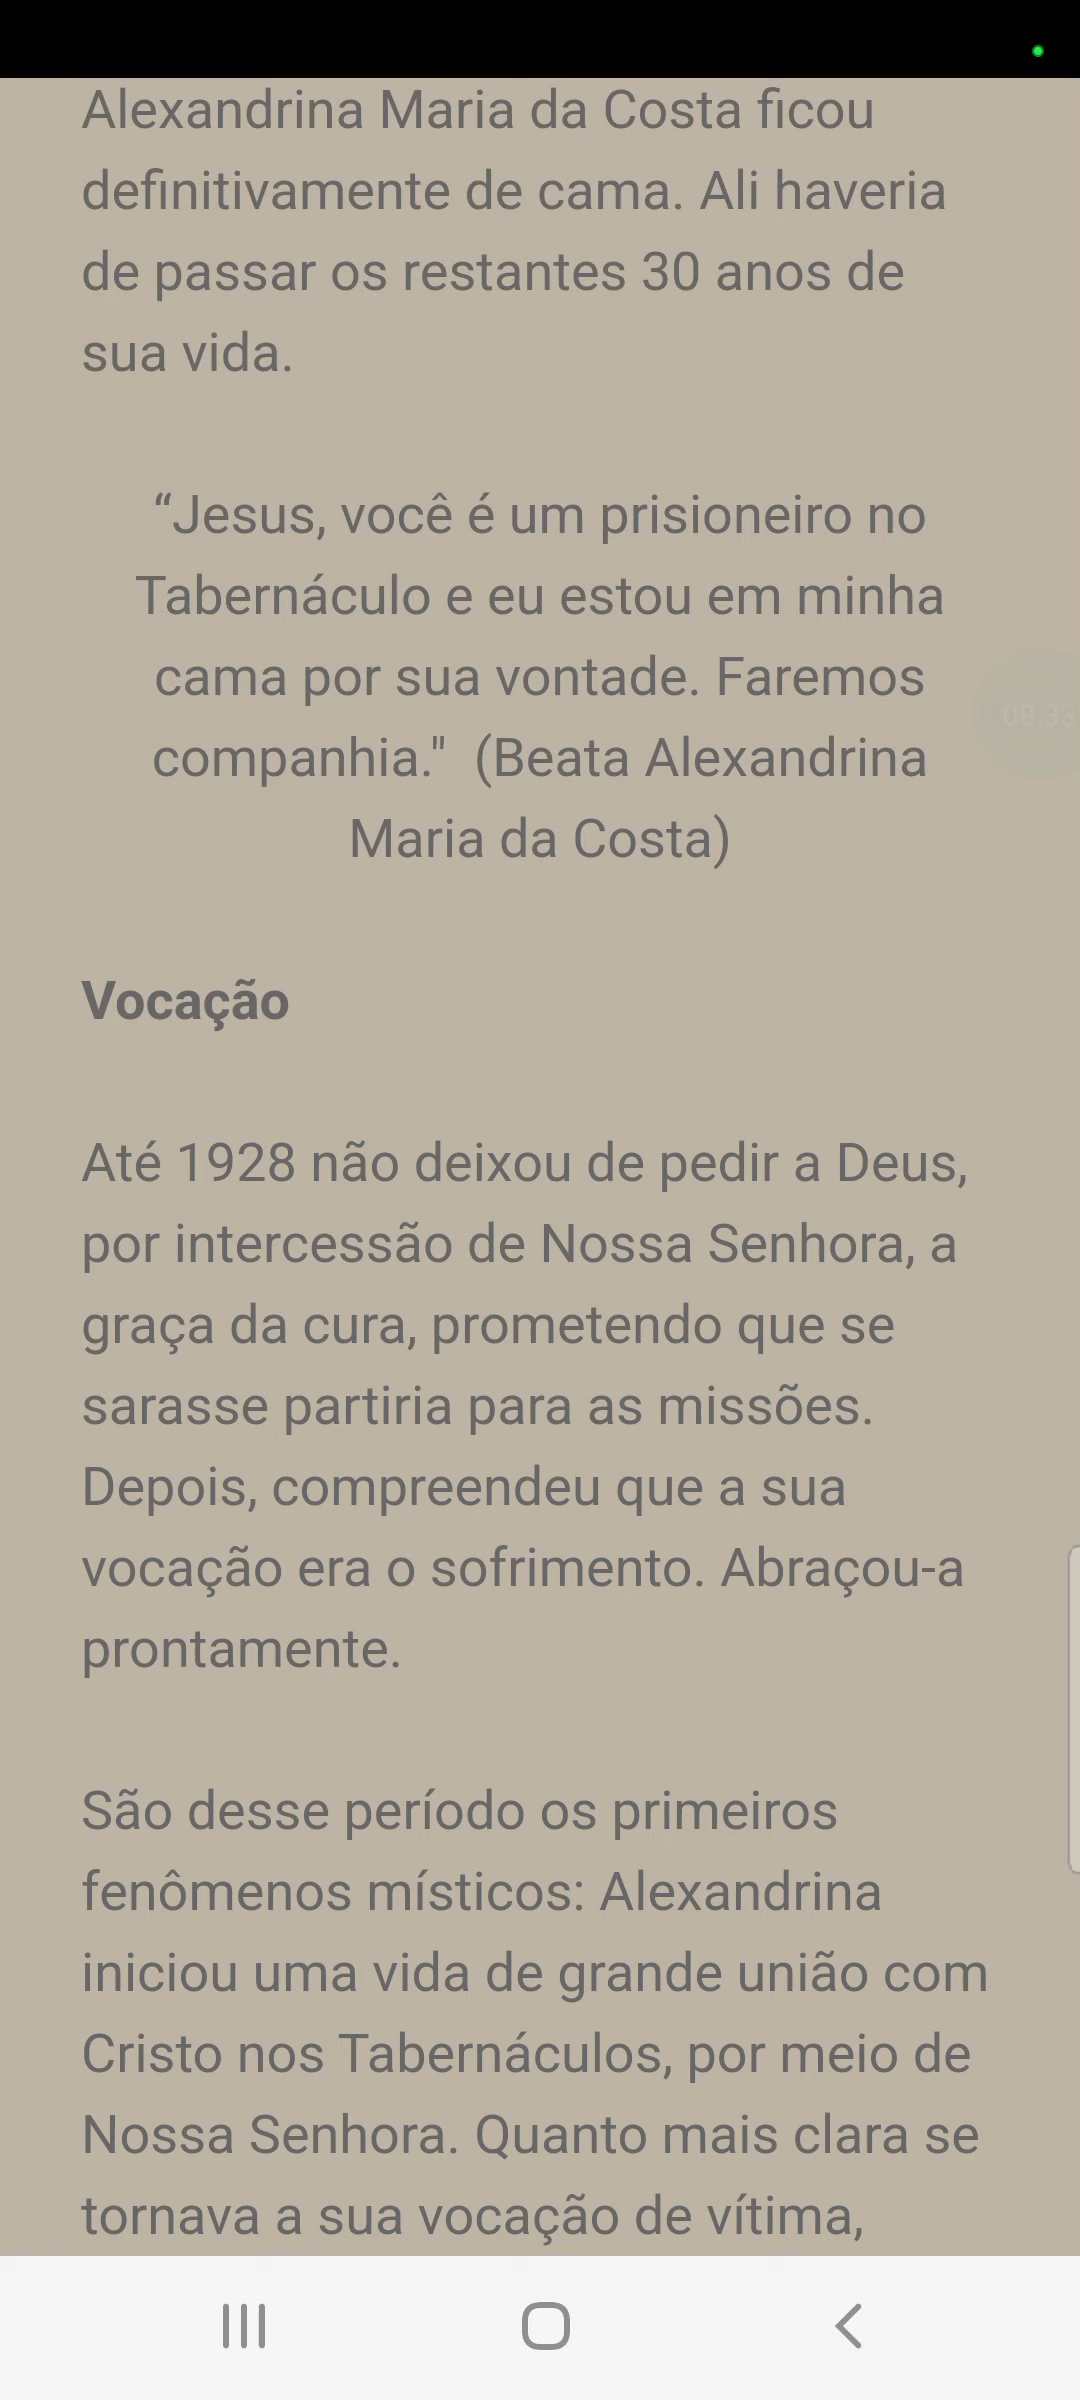 Alexandrina Maria da Costa ficou
definitivamente de cama. Ali haveria
de passar os restantes 30 anos de
sua vida.
“Jesus, você é um prisioneiro no
Tabernáculo e eu estou em minha
cama por sua vontade. Faremos
companhia."  (Beata Alexandrina
Maria da Costa)
08:33
Vocação
Até 1928 não deixou de pedir a Deus,
por intercessão de Nossa Senhora, a
graça da cura, prometendo que se
sarasse partiria para as missões.
Depois, compreendeu que a sua
vocação era o sofrimento. Abraçou-a
prontamente.
São desse período os primeiros
fenômenos místicos: Alexandrina
iniciou uma vida de grande união com
Cristo nos Tabernáculos, por meio de
Nossa Senhora. Quanto mais clara se
tornava a sua vocação de vítima,